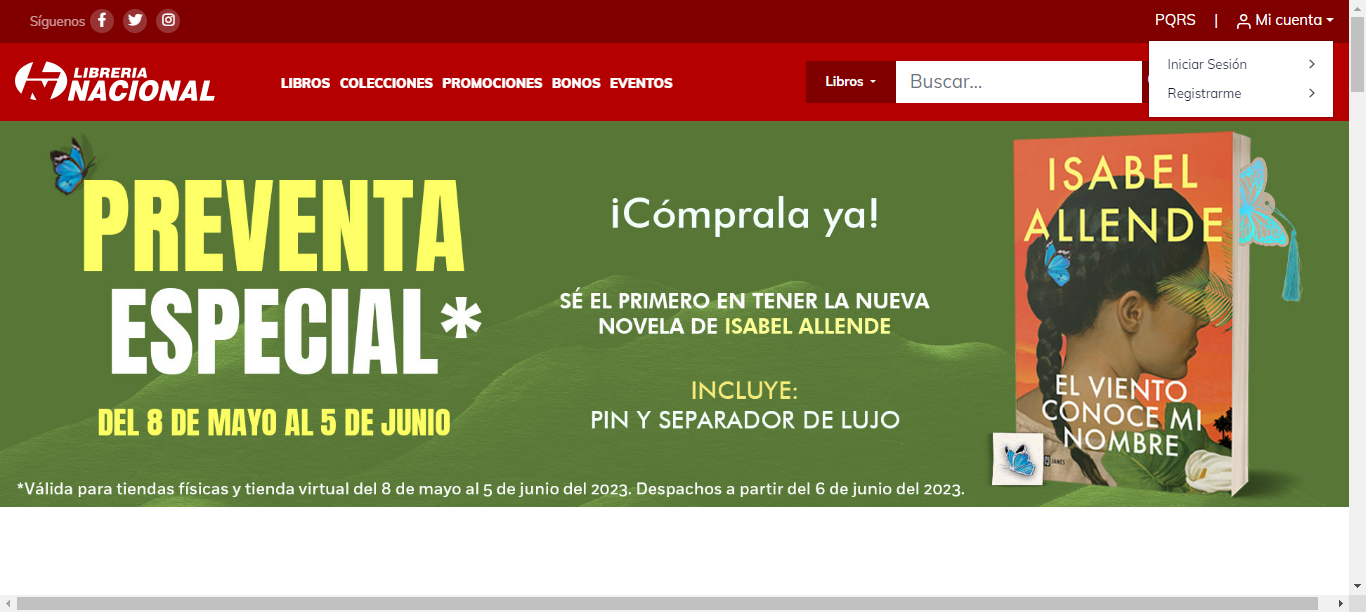 Síguenos
PQRS | Mi cuenta
Iniciar Sesión
Registrarme
LIBRERIA
NACIONAL
LIBROS COLECCIONES PROMOCIONES BONOS EVENTOS
Libros
Buscar...
PREVENTA
ESPECIAL*
DEL 8 DE MAYO AL 5 DE JUNIO
¡Cómprala ya!
SÉ EL PRIMERO EN TENER LA NUEVA
NOVELA DE ISABEL ALLENDE
INCLUYE:
PIN Y SEPARADOR DE LUJO
ISABEL
ALLENDE
EL VIENTO
CONOCE MI
NOMBRE
*Válida para tiendas físicas y tienda virtual del 8 de mayo al 5 de junio del 2023. Despachos a partir del 6 de junio del 2023.